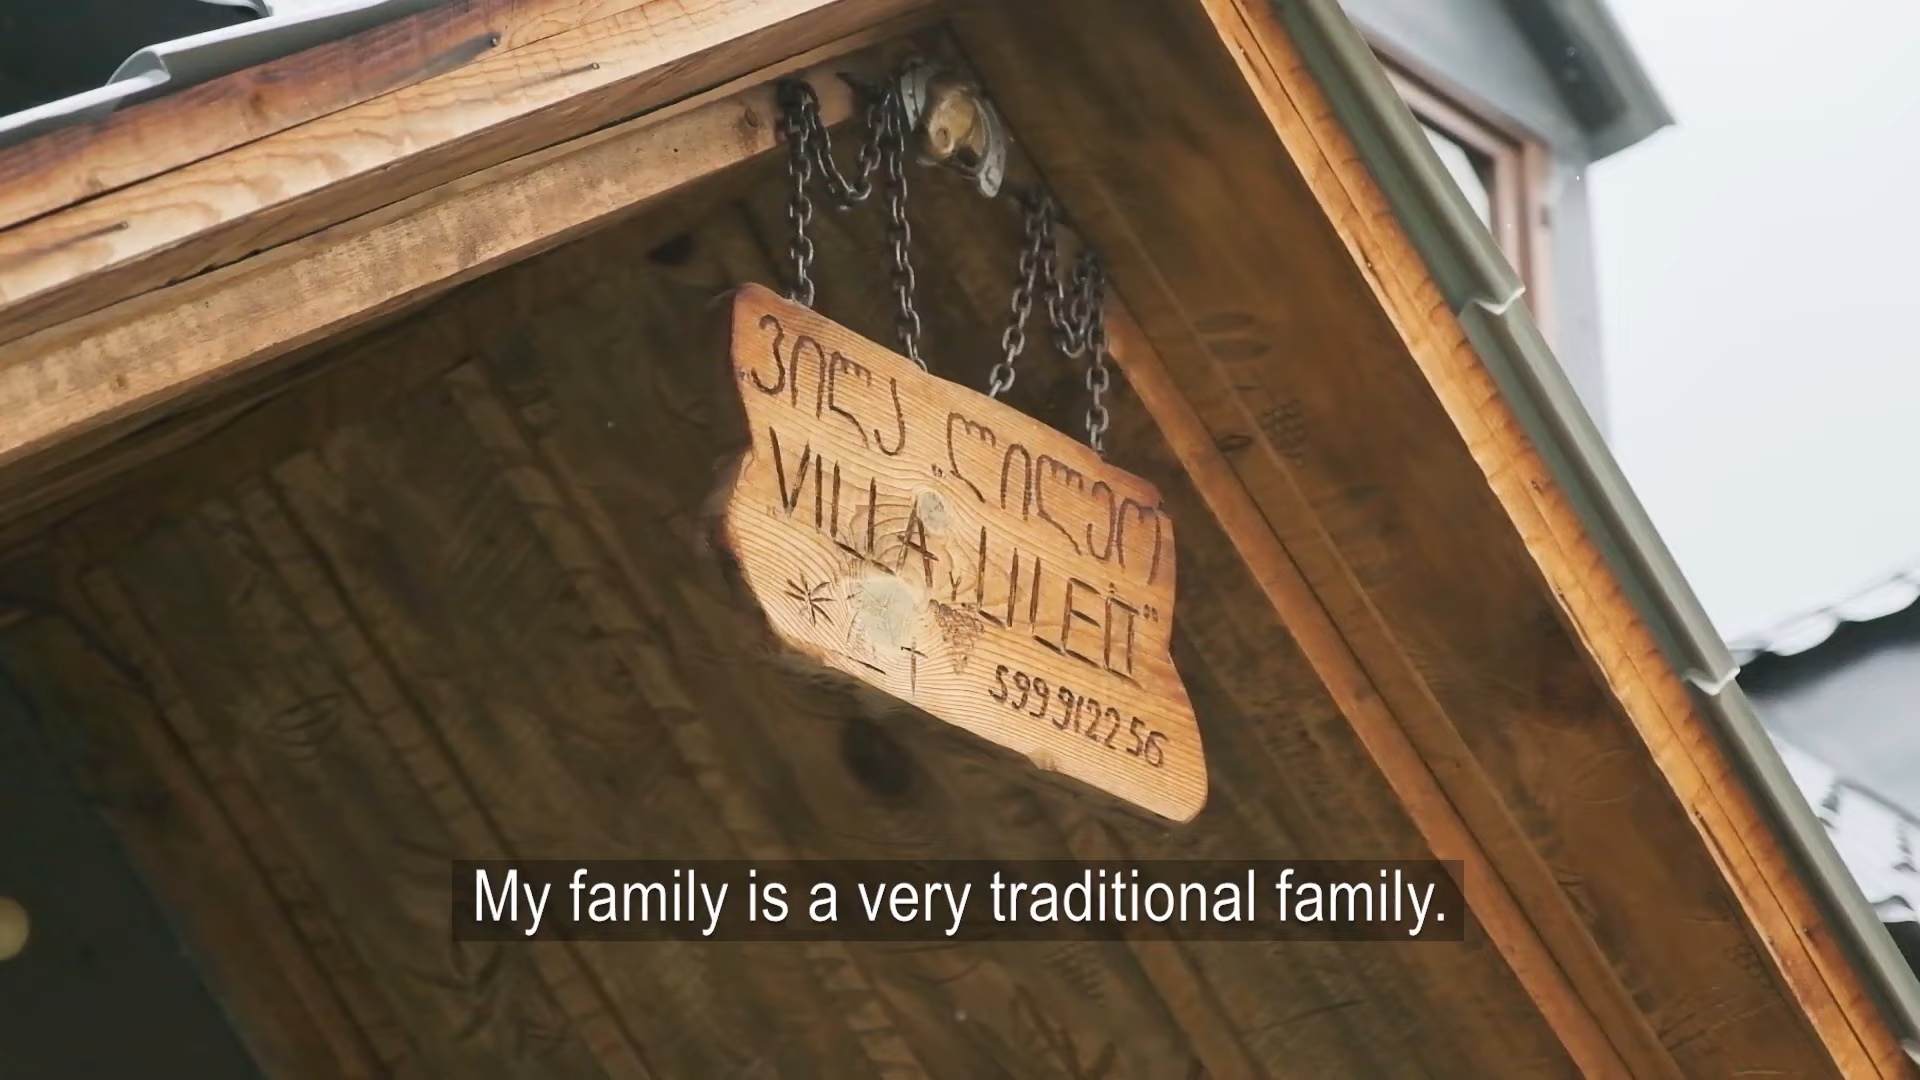 ვილა „ლილეო
"VILLA „LILEO"
599 912256
My family is a very traditional family.